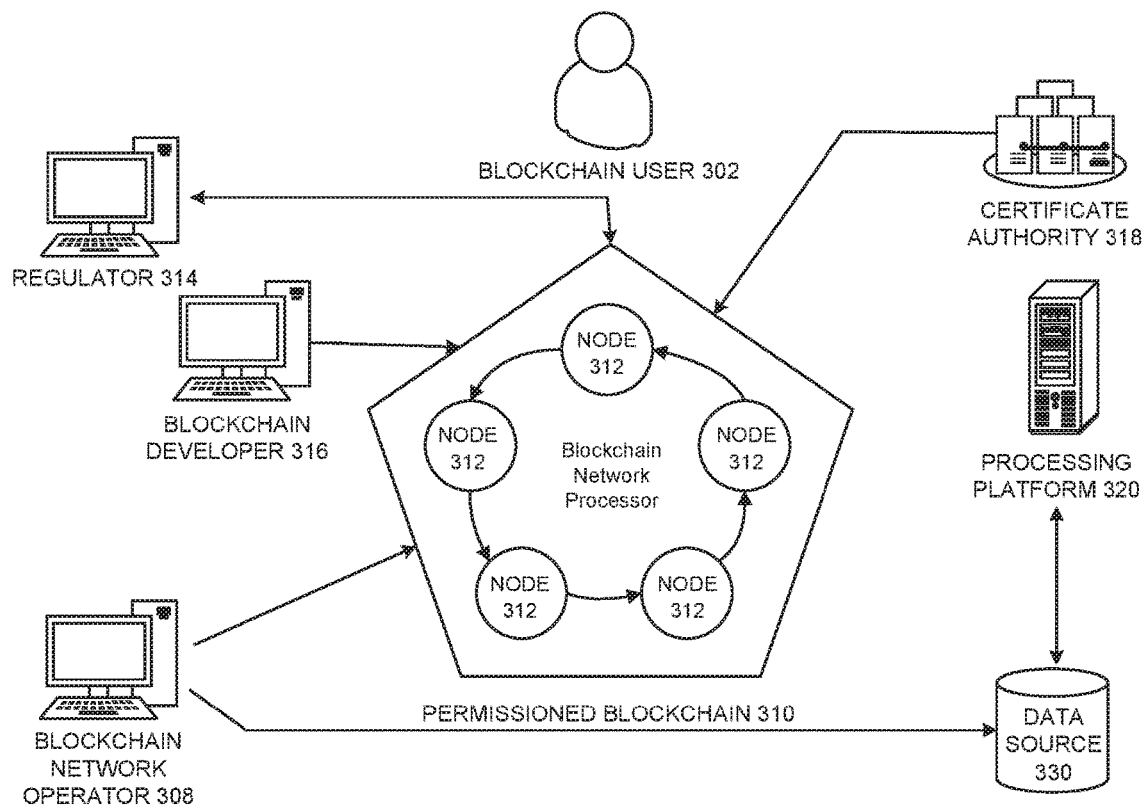 BLOCKCHAIN USER 302
CERTIFICATE
AUTHORITY 318
REGULATOR 314
NODE
312
BLOCKCHAIN
DEVELOPER 316
NODE
312
Blockchain
Network
Processor
NODE
312
PROCESSING
PLATFORM 320
NODE
312
NODE
312
PERMISSIONED BLOCKCHAIN 310
BLOCKCHAIN
NETWORK
OPERATOR 308
DATA
SOURCE
330